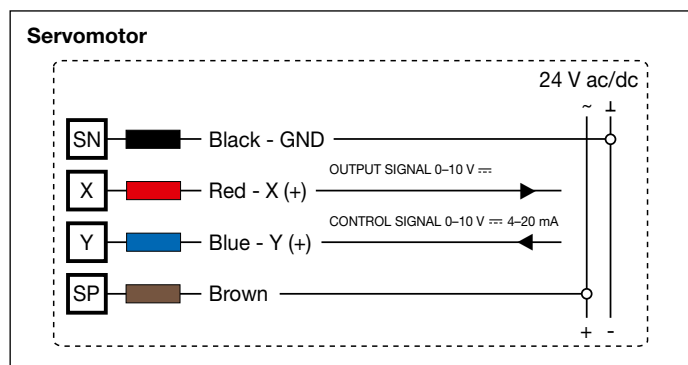 Servomotor
24 V ac/dc
~ ⊥
SN Black - GND
OUTPUT SIGNAL 0–10 V ⎓
X Red - X (+)
CONTROL SIGNAL 0–10 V ⎓ 4–20 mA
Y Blue - Y (+)
SP Brown
+ -